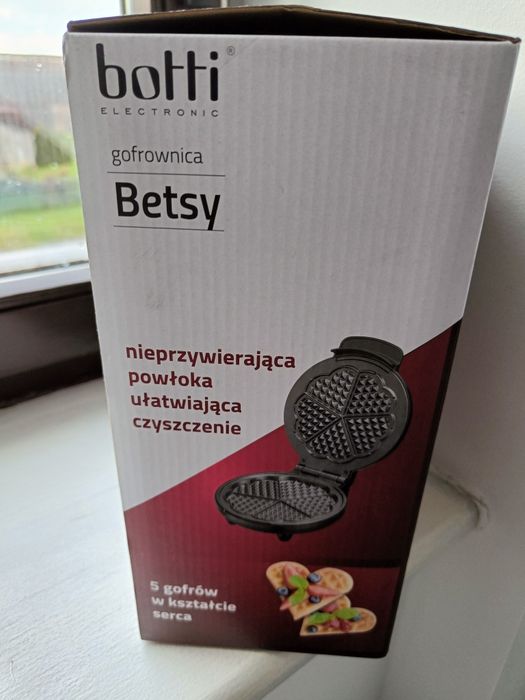 botti®
ELECTRONIC
gofrownica
Betsy
nieprzywierająca
powłoka
ułatwiająca
czyszczenie
5 gofrów
w kształcie
serca